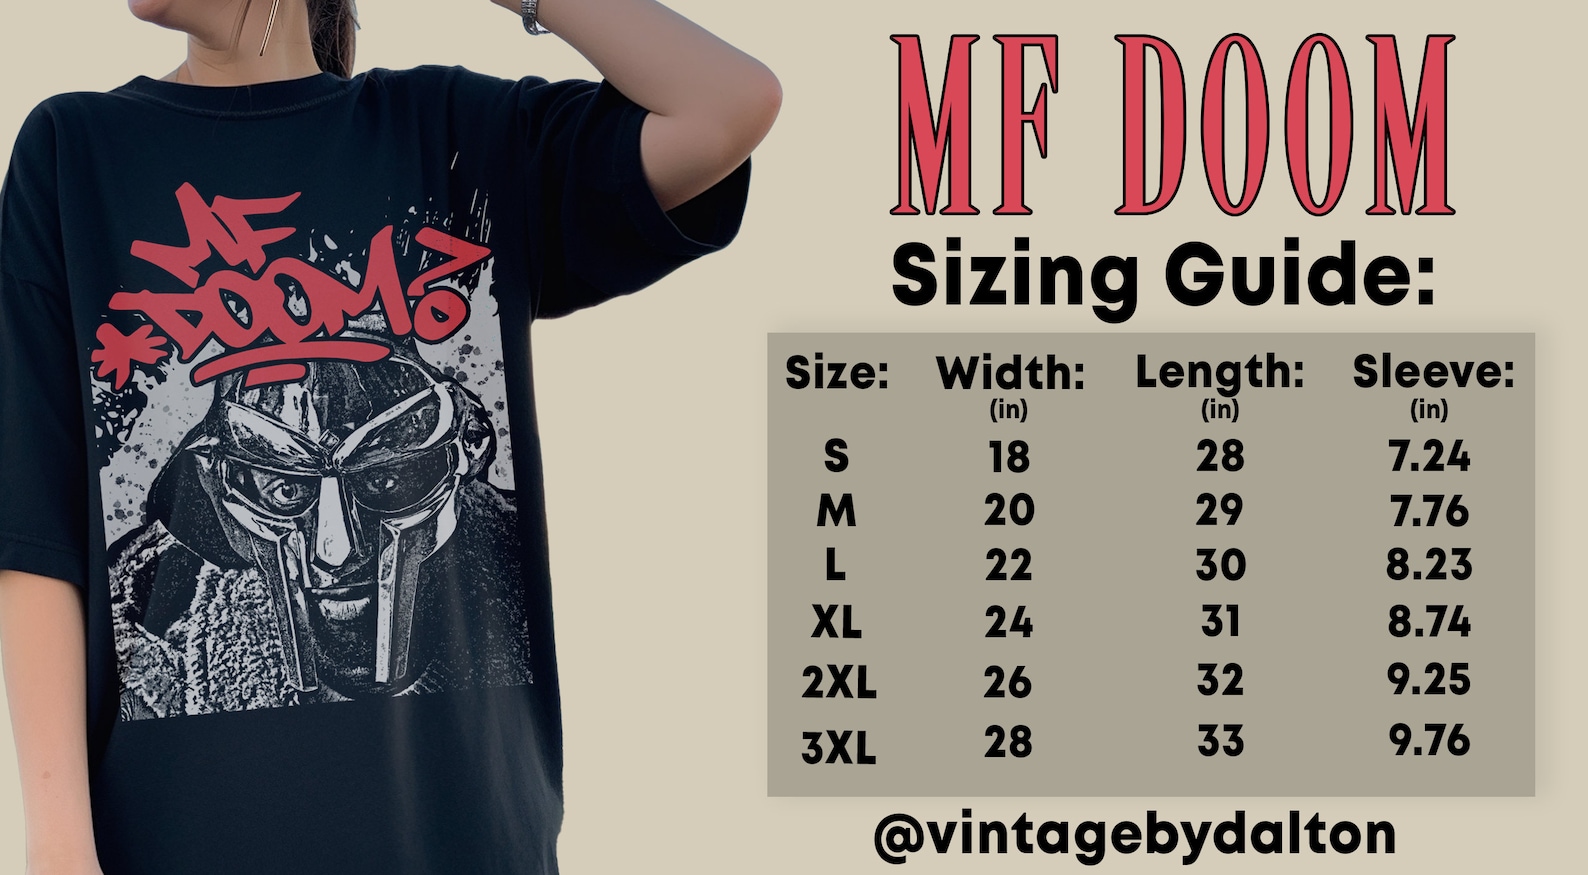 MF
DOOM?
*
MF DOOM
Sizing Guide:
Size: Width: Length: Sleeve:
(in) (in) (in)
S 18 28 7.24
M 20 29 7.76
L 22 30 8.23
XL 24 31 8.74
2XL 26 32 9.25
3XL 28 33 9.76
@vintagebydalton